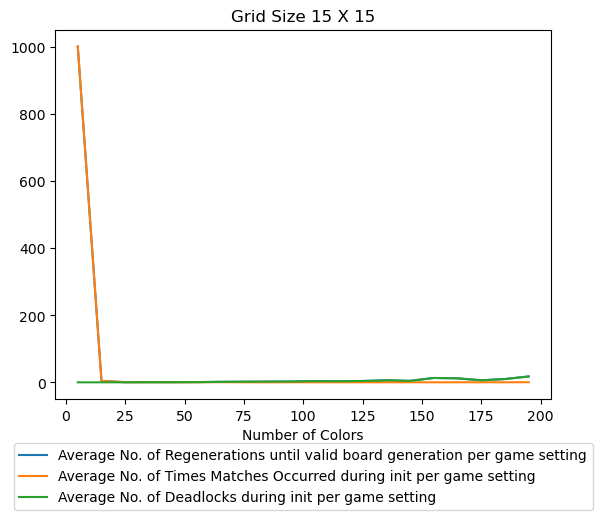 Grid Size 15 X 15
1000
800
600
400
200
0
0 25 50 75 100 125 150 175 200
Number of Colors
Average No. of Regenerations until valid board generation per game setting
Average No. of Times Matches Occurred during init per game setting
Average No. of Deadlocks during init per game setting